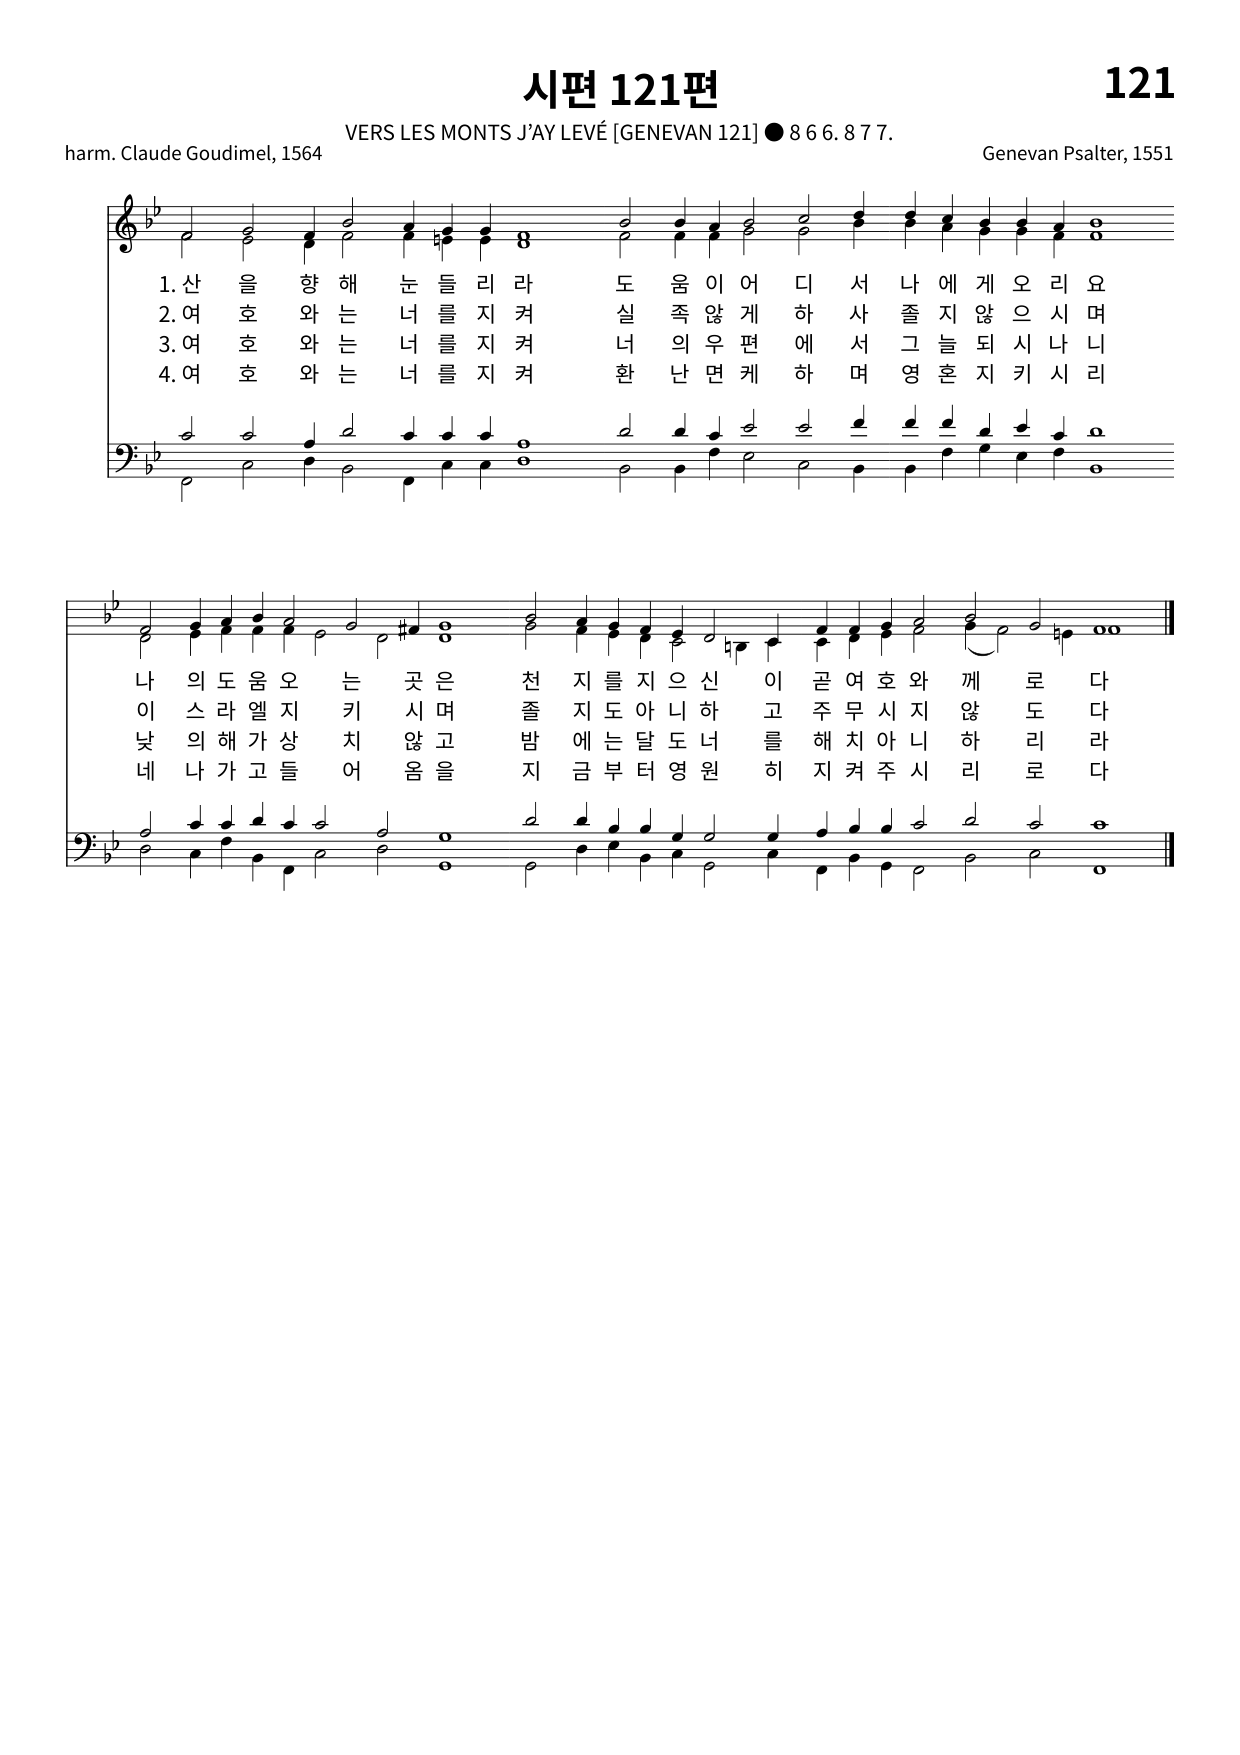 시편 121편
121
VERS LES MONTS J’AY LEVÉ [GENEVAN 121] ● 8 6 6. 8 7 7.
harm. Claude Goudimel, 1564
Genevan Psalter, 1551
1. 산 을 향 해 눈 들 리 라 도 움 이 어 디 서 나 에 게 오 리 요
2. 여 호 와 는 너 를 지 켜 실 족 않 게 하 사 졸 지 않 으 시 며
3. 여 호 와 는 너 를 지 켜 너 의 우 편 에 서 그 늘 되 시 나 니
4. 여 호 와 는 너 를 지 켜 환 난 면 케 하 며 영 혼 지 키 시 리
나 의 도 움 오 는 곳 은 천 지 를 지 으 신 이 곧 여 호 와 께 로 다
이 스 라 엘 지 키 시 며 졸 지 도 아 니 하 고 주 무 시 지 않 도 다
낮 의 해 가 상 치 않 고 밤 에 는 달 도 너 를 해 치 아 니 하 리 라
네 나 가 고 들 어 옴 을 지 금 부 터 영 원 히 지 켜 주 시 리 로 다